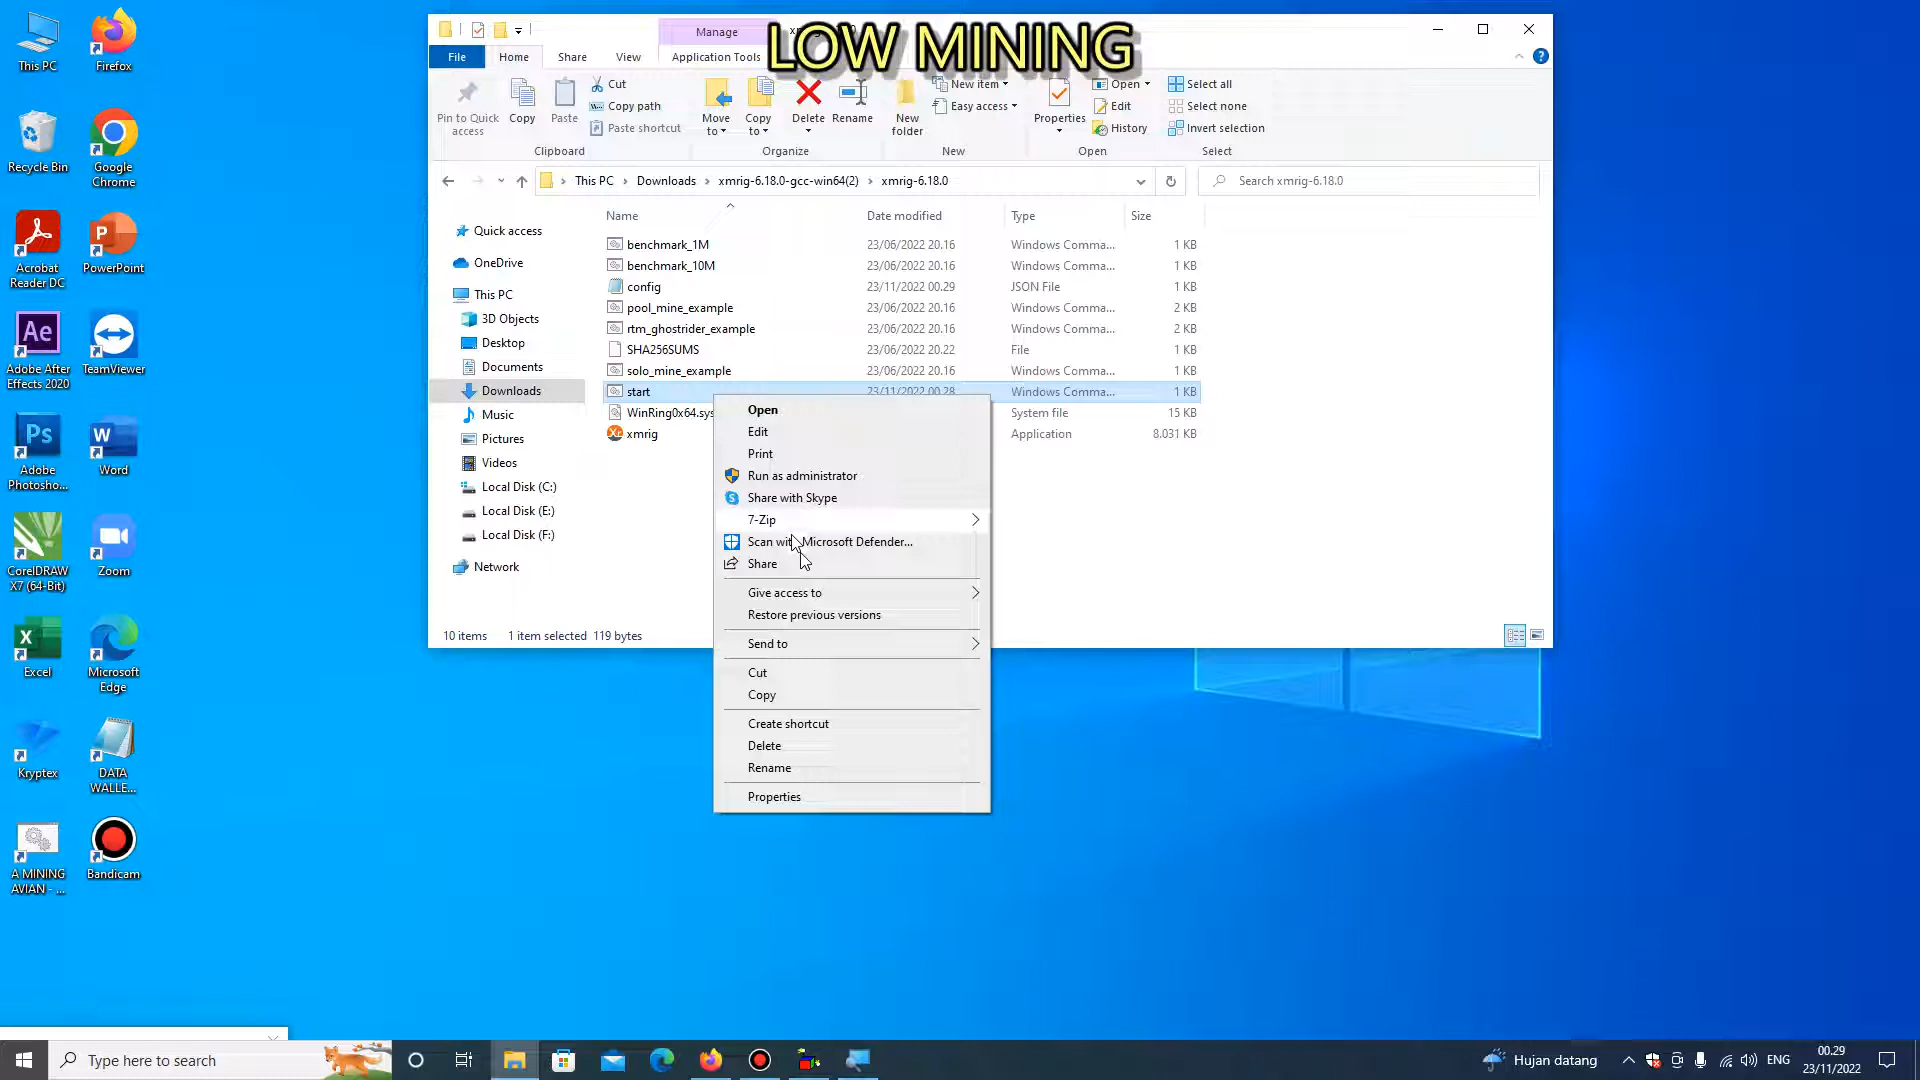 This PC
Firefox
Recycle Bin
Google
Chrome
Acrobat
Reader DC
PowerPoint
Adobe After
Effects 2020
TeamViewer
Adobe
Photosho...
Word
CorelDRAW
X7 (64-Bit)
Zoom
Excel
Microsoft
Edge
Kryptex
DATA
WALLE...
A MINING
AVIAN - ...
Bandicam
LOW MINING
Manage
File
Home
Share
View
Application Tools
Pin to Quick
access
Copy
Paste
Cut
Copy path
Paste shortcut
Clipboard
Move
to
Copy
to
Delete
Rename
Organize
New
folder
New item
Easy access
New
Properties
Open
Edit
History
Open
Select all
Select none
Invert selection
Select
This PC
Downloads
xmrig-6.18.0-gcc-win64(2)
xmrig-6.18.0
Search xmrig-6.18.0
Quick access
OneDrive
This PC
3D Objects
Desktop
Documents
Downloads
Music
Pictures
Videos
Local Disk (C:)
Local Disk (E:)
Local Disk (F:)
Network
Name Date modified Type Size
benchmark_1M 23/06/2022 20.16 Windows Comma... 1 KB
benchmark_10M 23/06/2022 20.16 Windows Comma... 1 KB
config 23/11/2022 00.29 JSON File 1 KB
pool_mine_example 23/06/2022 20.16 Windows Comma... 2 KB
rtm_ghostrider_example 23/06/2022 20.16 Windows Comma... 2 KB
SHA256SUMS 23/06/2022 20.22 File 1 KB
solo_mine_example 23/06/2022 20.16 Windows Comma... 1 KB
start 23/11/2022 00.28 Windows Comma... 1 KB
WinRing0x64.sys System file 15 KB
xmrig Application 8.031 KB
Open
Edit
Print
Run as administrator
Share with Skype
7-Zip
Scan with Microsoft Defender...
Share
Give access to
Restore previous versions
Send to
Cut
Copy
Create shortcut
Delete
Rename
Properties
10 items 1 item selected 119 bytes
Type here to search
Hujan datang
ENG
00.29
23/11/2022